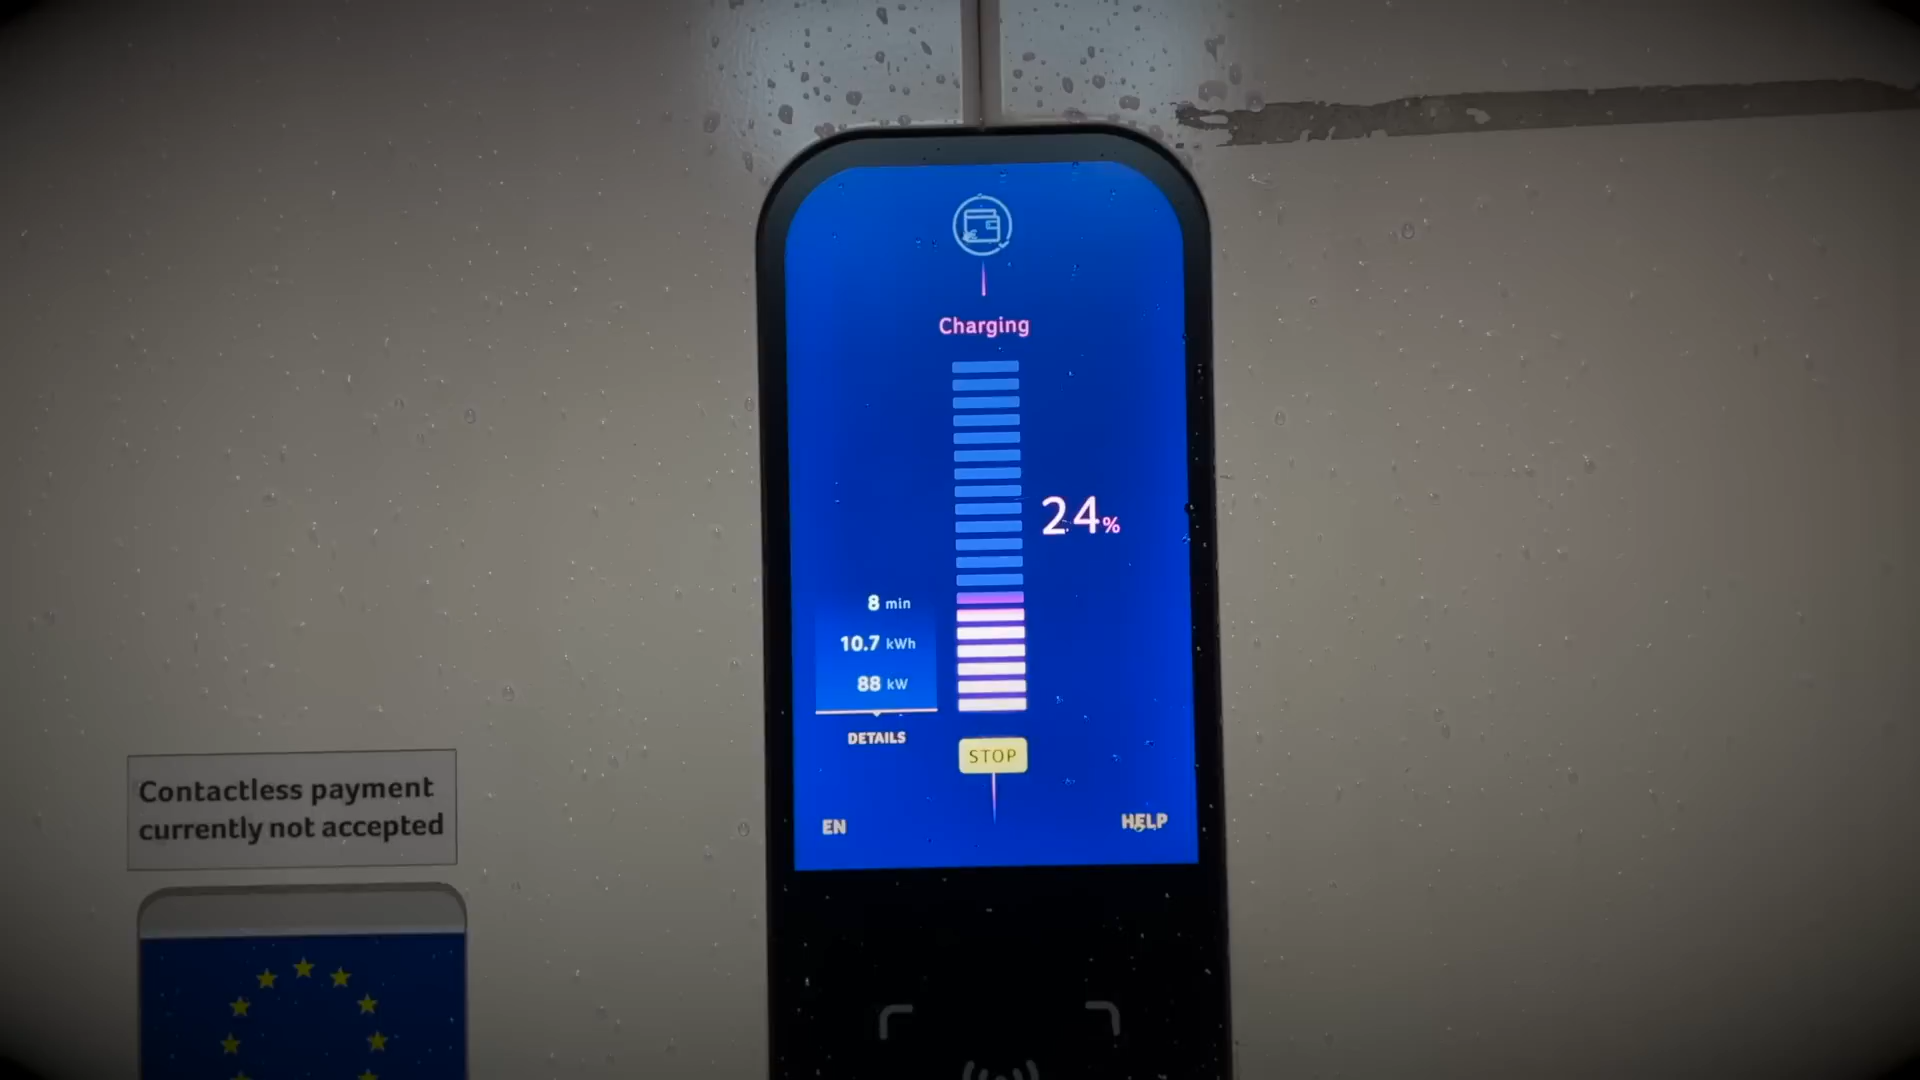 Charging
24%
8 min
10.7 kWh
88 kW
DETAILS
STOP
EN
HELP
Contactless payment
currently not accepted